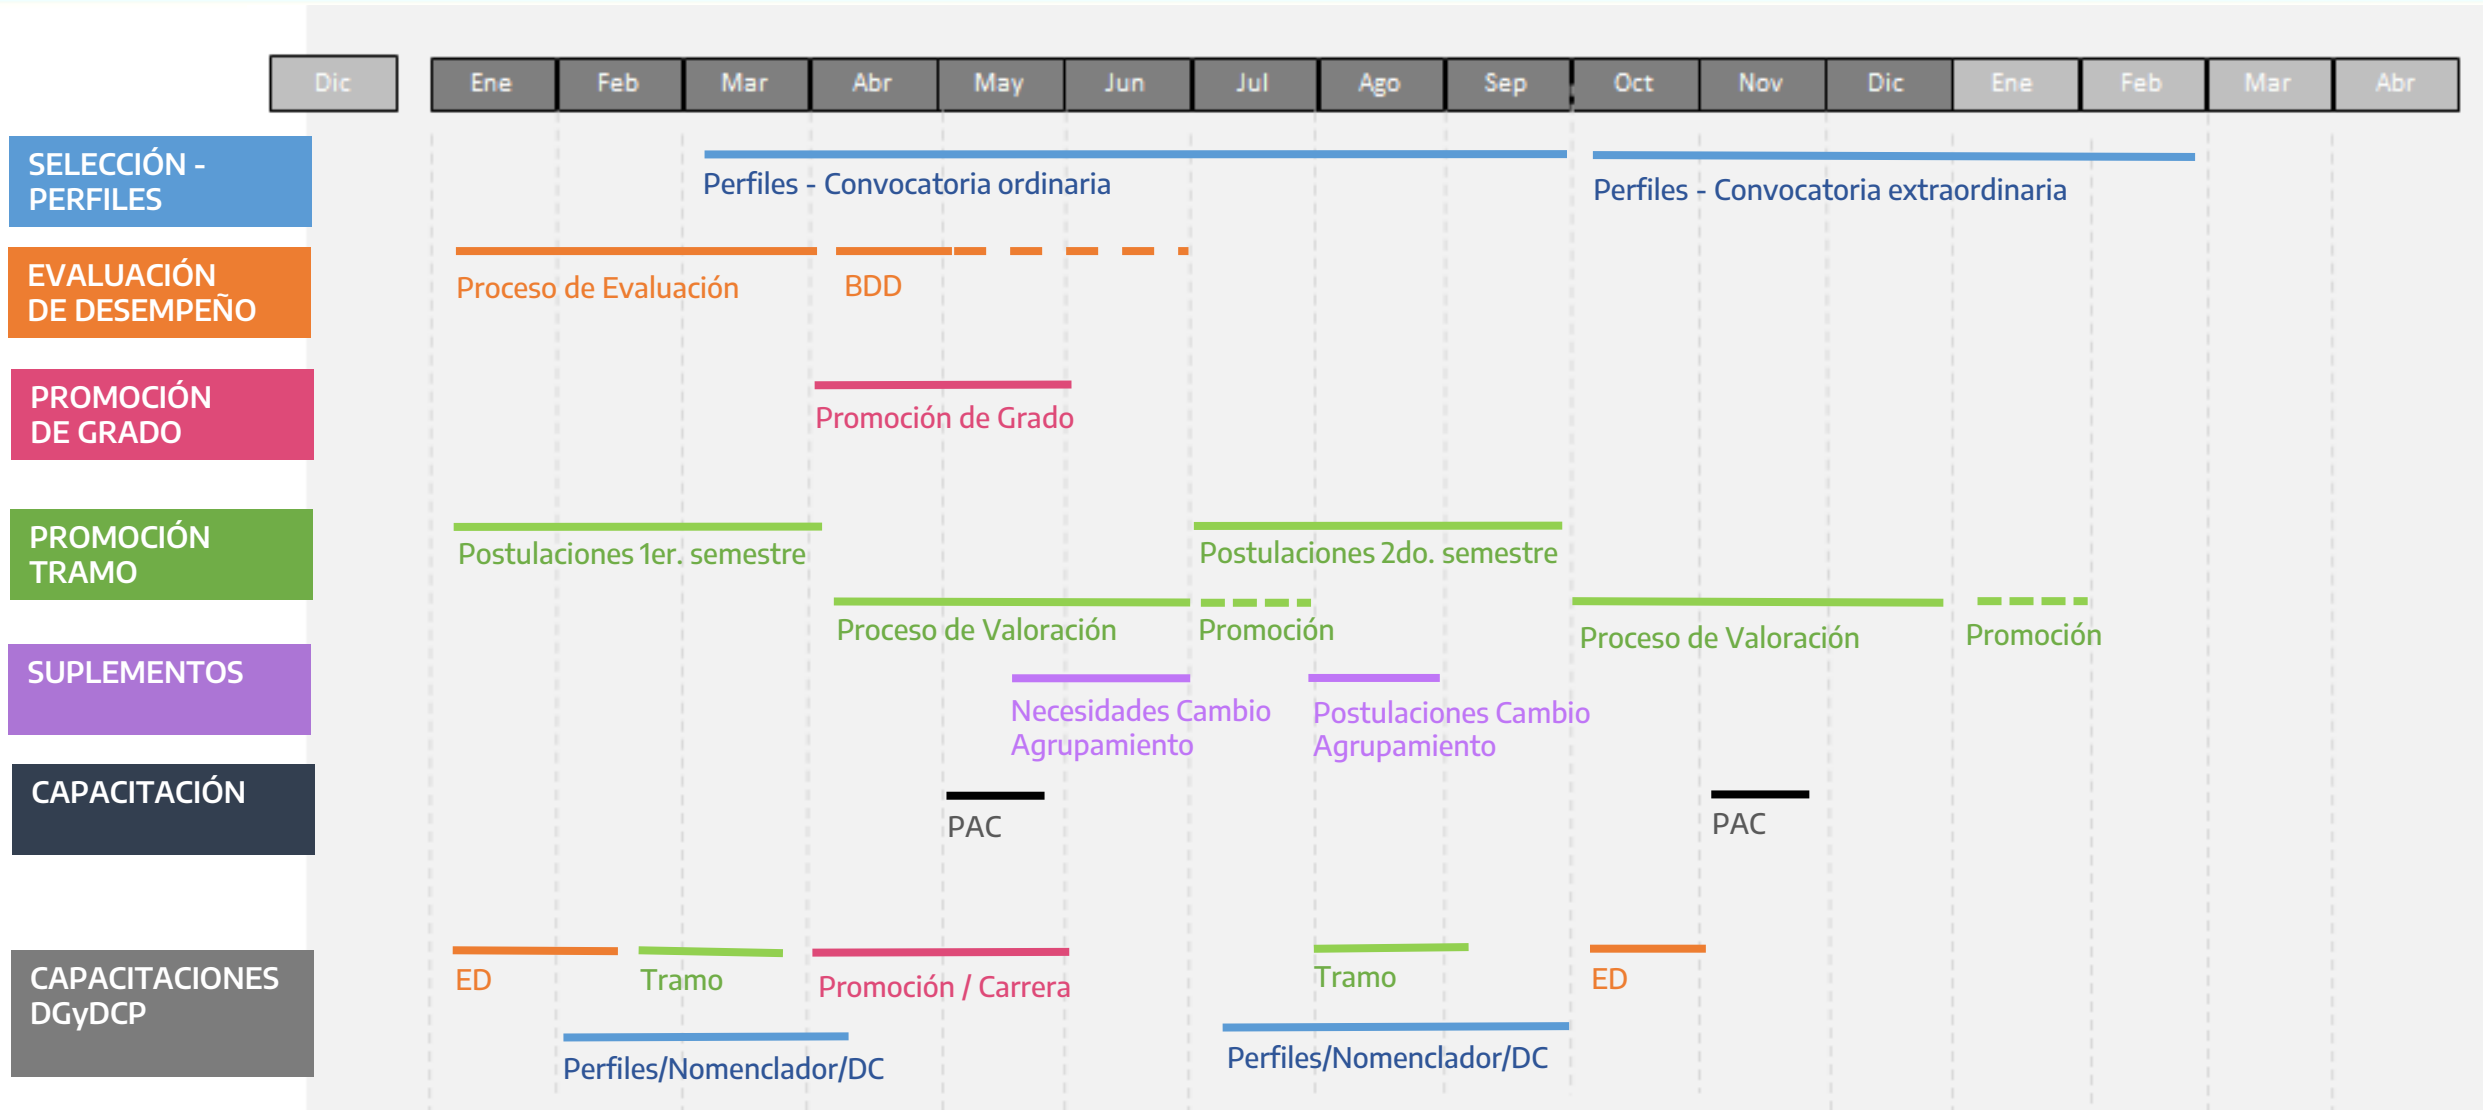 Dic Ene Feb Mar Abr May Jun Jul Ago Sep Oct Nov Dic Ene Feb Mar Abr
SELECCIÓN -
PERFILES
Perfiles - Convocatoria ordinaria
Perfiles - Convocatoria extraordinaria
EVALUACIÓN
DE DESEMPEÑO
Proceso de Evaluación
BDD
PROMOCIÓN
DE GRADO
Promoción de Grado
PROMOCIÓN
TRAMO
Postulaciones 1er. semestre
Postulaciones 2do. semestre
Proceso de Valoración
Promoción
Proceso de Valoración
Promoción
SUPLEMENTOS
Necesidades Cambio
Agrupamiento
Postulaciones Cambio
Agrupamiento
CAPACITACIÓN
PAC
PAC
CAPACITACIONES
DGyDCP
ED
Tramo
Promoción / Carrera
Tramo
ED
Perfiles/Nomenclador/DC
Perfiles/Nomenclador/DC